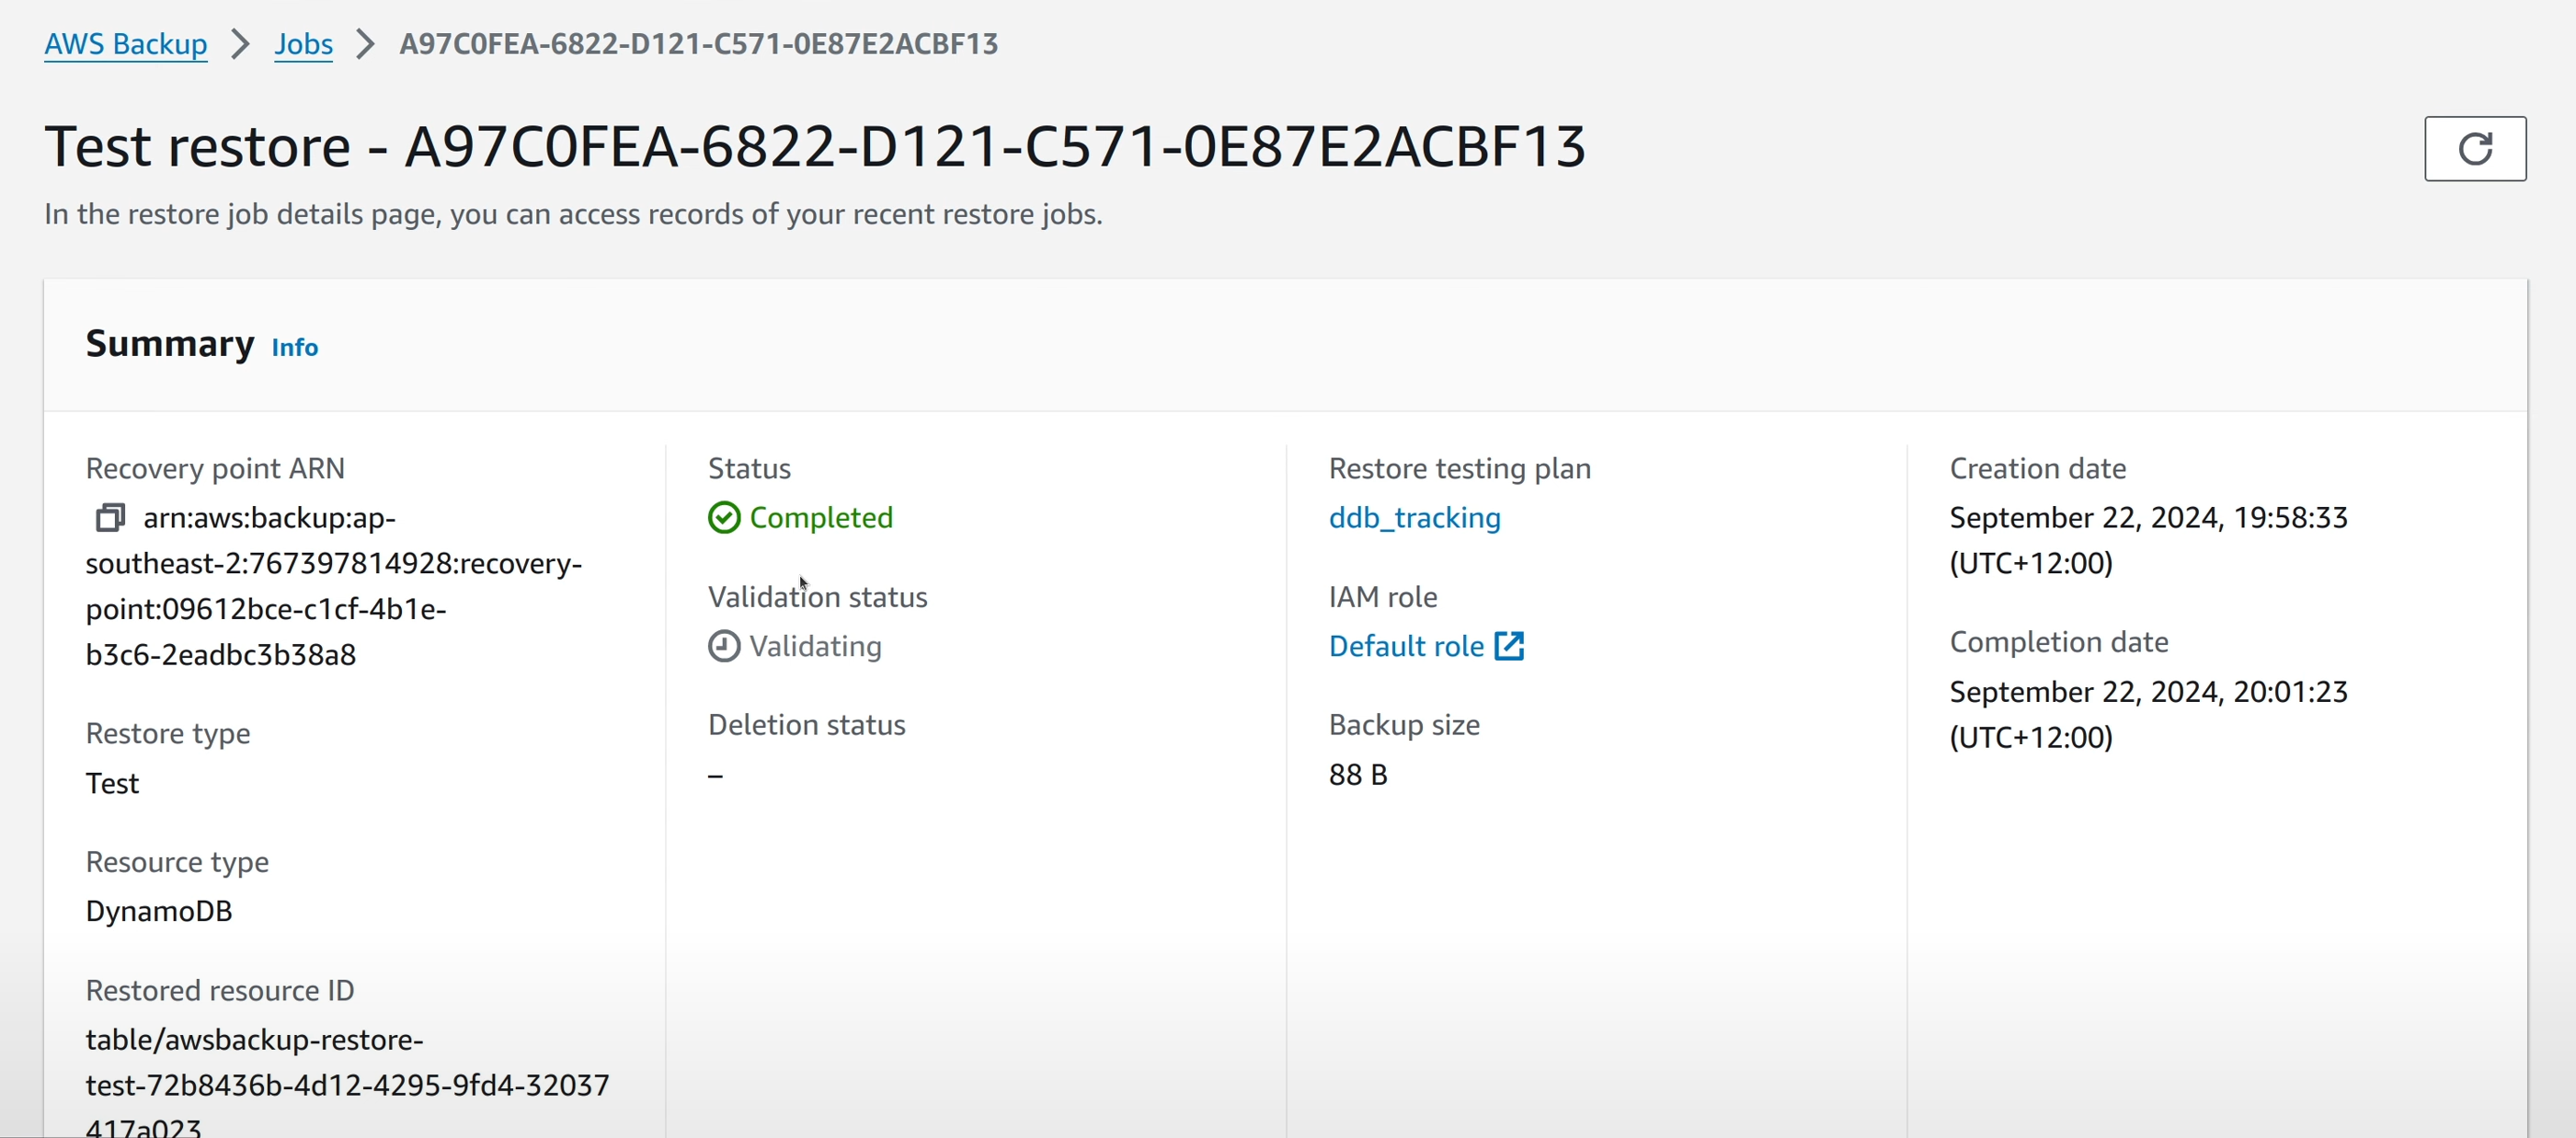 AWS Backup > Jobs > A97C0FEA-6822-D121-C571-0E87E2ACBF13
Test restore - A97C0FEA-6822-D121-C571-0E87E2ACBF13
In the restore job details page, you can access records of your recent restore jobs.
Summary Info
Recovery point ARN
arn:aws:backup:ap-
southeast-2:767397814928:recovery-
point:09612bce-c1cf-4b1e-
b3c6-2eadbc3b38a8
Restore type
Test
Resource type
DynamoDB
Restored resource ID
table/awsbackup-restore-
test-72b8436b-4d12-4295-9fd4-32037
417a023
Status
Completed
Validation status
Validating
Deletion status
–
Restore testing plan
ddb_tracking
IAM role
Default role
Backup size
88 B
Creation date
September 22, 2024, 19:58:33
(UTC+12:00)
Completion date
September 22, 2024, 20:01:23
(UTC+12:00)